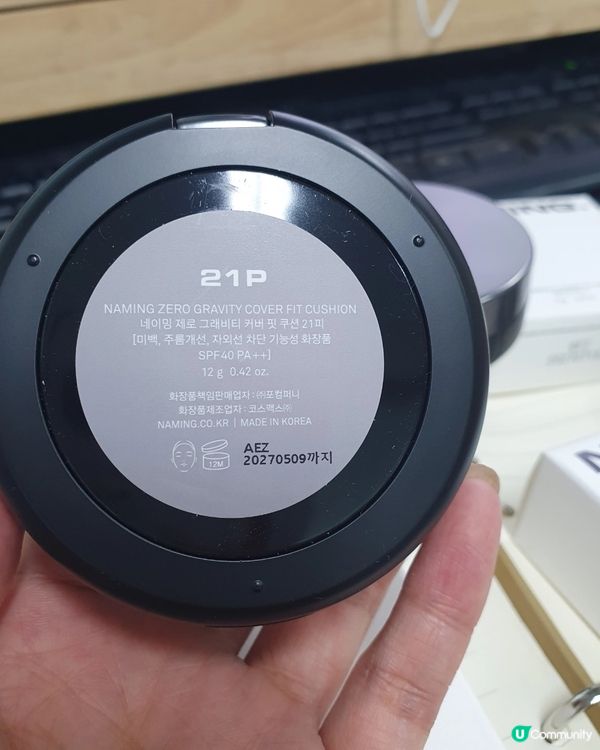 21P
NAMING ZERO GRAVITY COVER FIT CUSHION
네이밍 제로 그래비티 커버 핏 쿠션 21피
[미백, 주름개선, 자외선 차단 기능성 화장품
SPF40 PA++]
12 g 0.42 oz.
화장품책임판매업자 : ㈜포컴퍼니
화장품제조업자 : 코스맥스㈜
NAMING.CO.KR | MADE IN KOREA
12M
AEZ
20270509까지
U Community